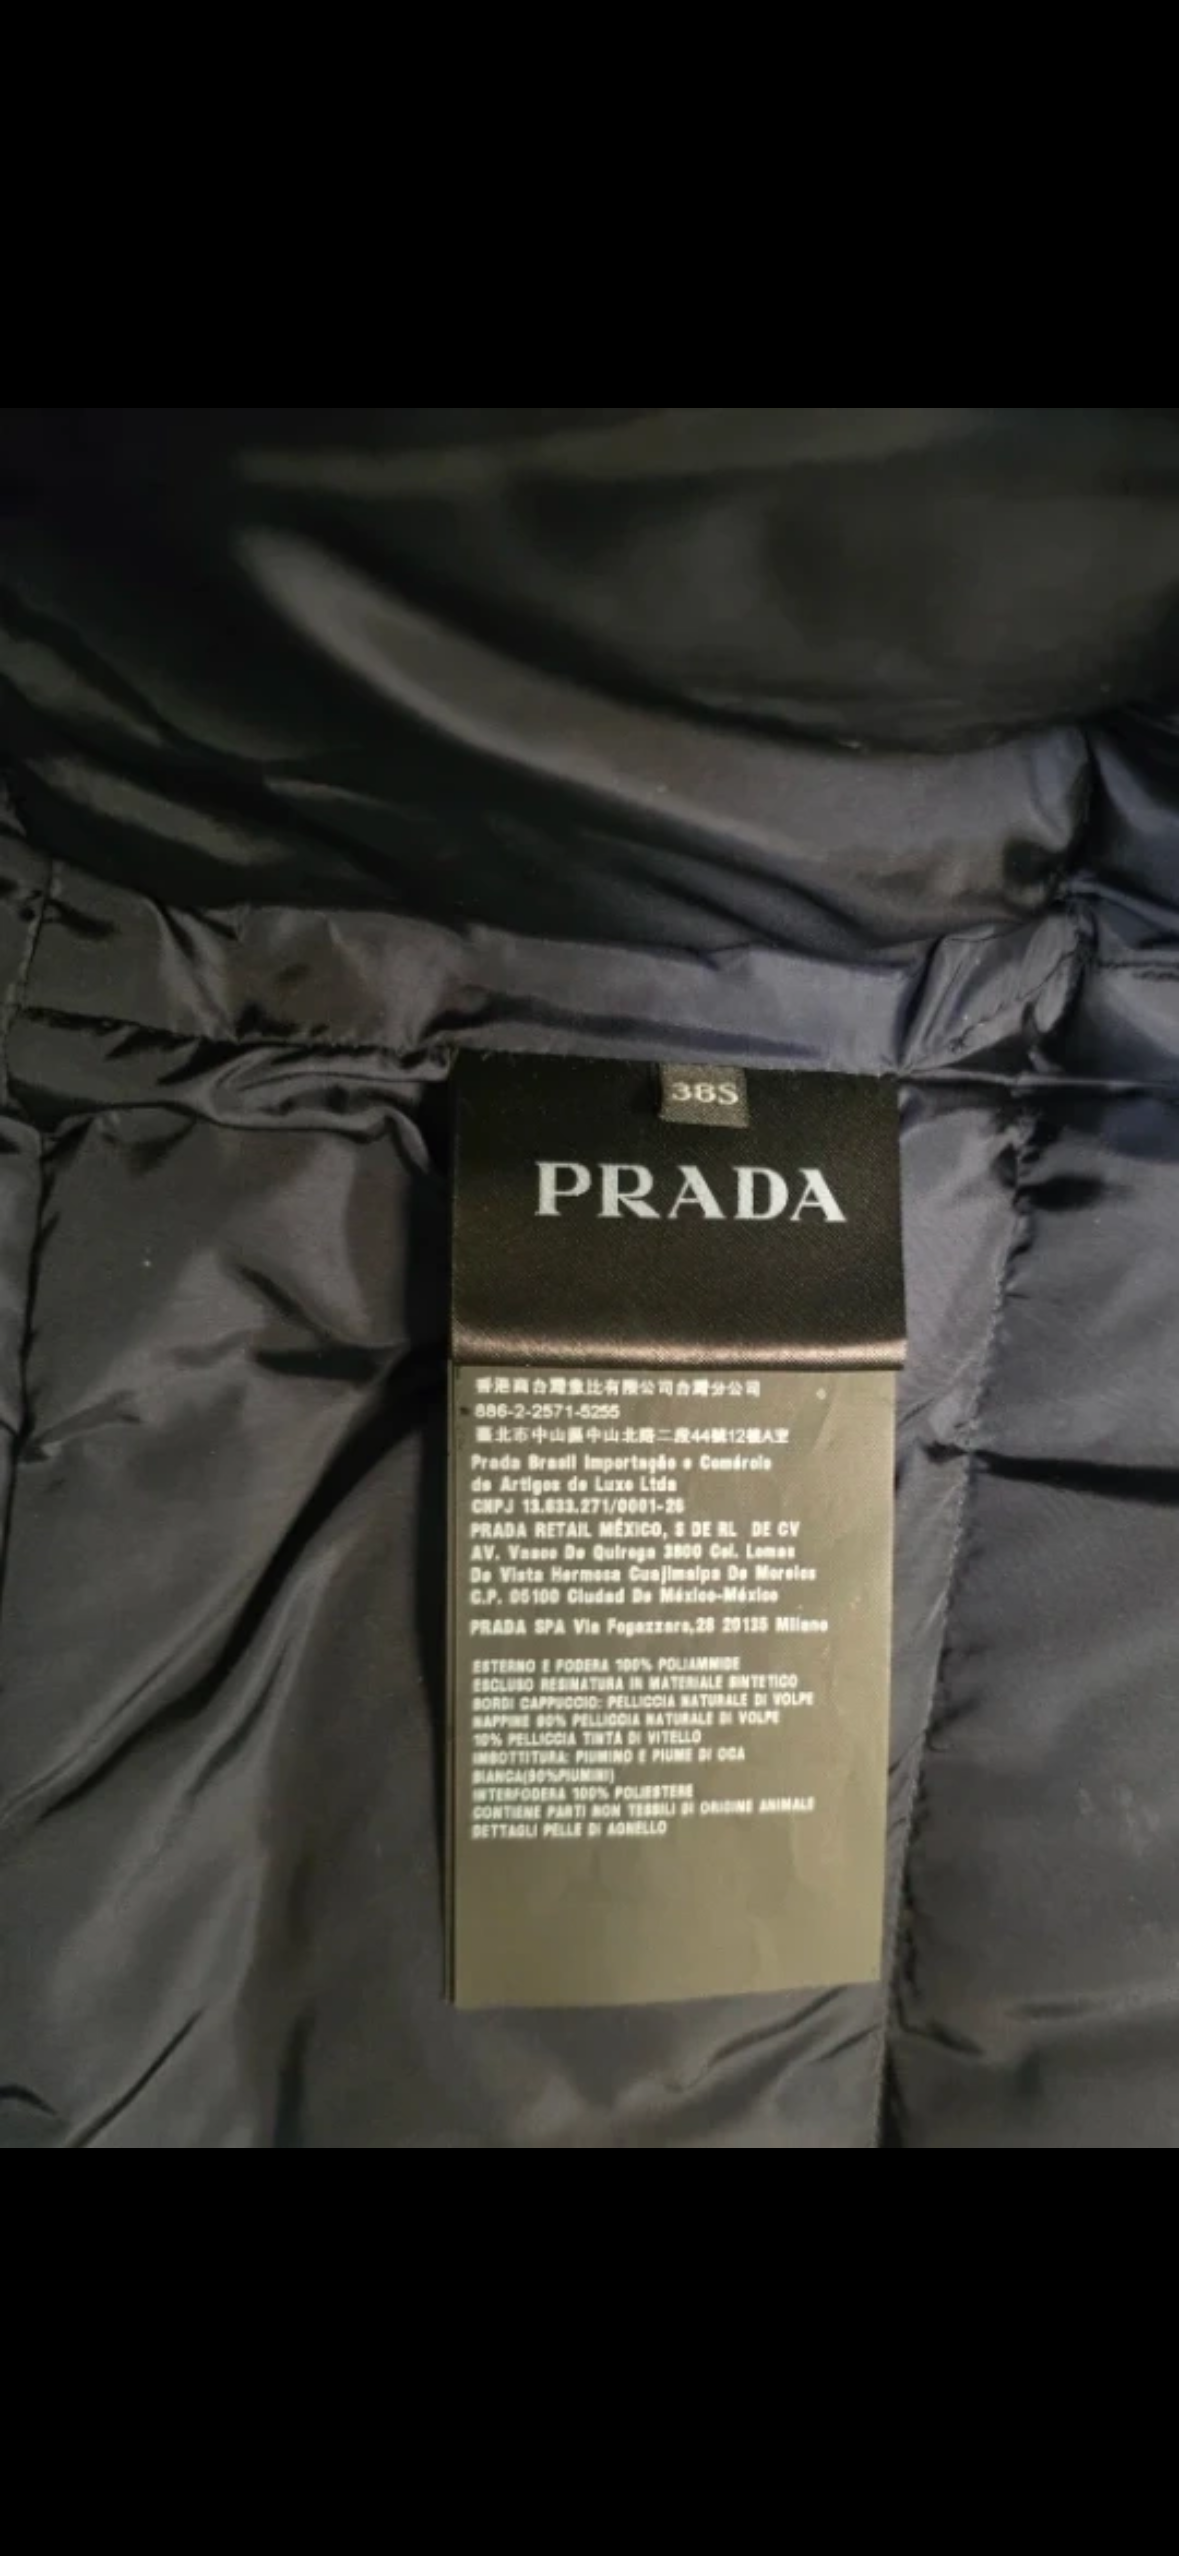 38S
PRADA
香港商台灣普比有限公司台灣分公司
886-2-2571-5255
臺北市中山區中山北路二段44號12樓A室
Prada Brasil Importação e Comércio
de Artigos de Luxo Ltda
CNPJ 13.633.271/0001-26
PRADA RETAIL MÉXICO, S DE RL DE CV
AV. Vasco De Quiroga 3800 Col. Lomas
De Vista Hermosa Cuajimalpa De Morelos
C.P. 05100 Ciudad De México-México
PRADA SPA Via Fogazzaro,28 20135 Milano
ESTERNO E FODERA 100% POLIAMMIDE
ESCLUSO RESINATURA IN MATERIALE SINTETICO
BORDI CAPPUCCIO: PELLICCIA NATURALE DI VOLPE
NAPPINE 90% PELLICCIA NATURALE DI VOLPE
10% PELLICCIA TINTA DI VITELLO
IMBOTTITURA: PIUMINO E PIUME DI OCA
BIANCA(90%PIUMINI)
INTERFODERA 100% POLIESTERE
CONTIENE PARTI NON TESSILI DI ORIGINE ANIMALE
DETTAGLI PELLE DI AGNELLO